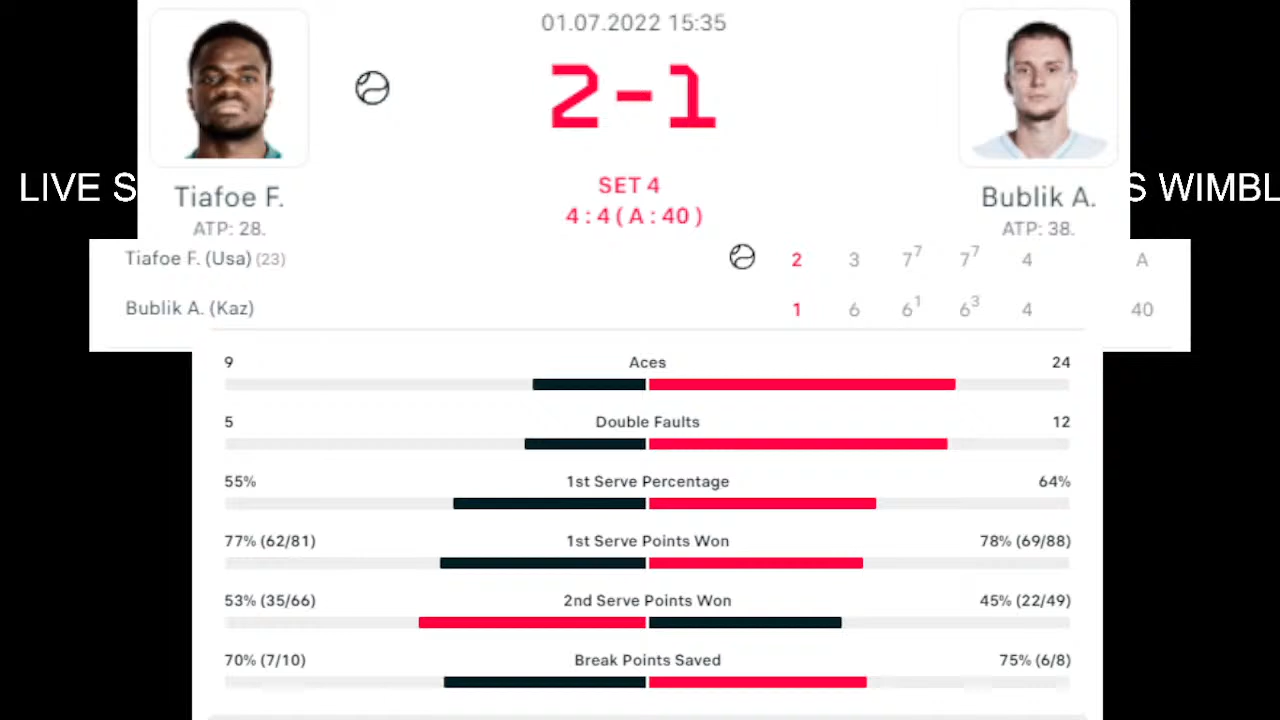 01.07.2022 15:35
2-1
LIVE S
S WIMBL
Tiafoe F.
SET 4
Bublik A.
ATP: 28.
4 : 4 ( A : 40 )
ATP: 38.
Tiafoe F. (Usa) (23) 2 3 7⁷ 7⁷ 4 A
Bublik A. (Kaz) 1 6 6¹ 6³ 4 40
9 Aces 24
5 Double Faults 12
55% 1st Serve Percentage 64%
77% (62/81) 1st Serve Points Won 78% (69/88)
53% (35/66) 2nd Serve Points Won 45% (22/49)
70% (7/10) Break Points Saved 75% (6/8)